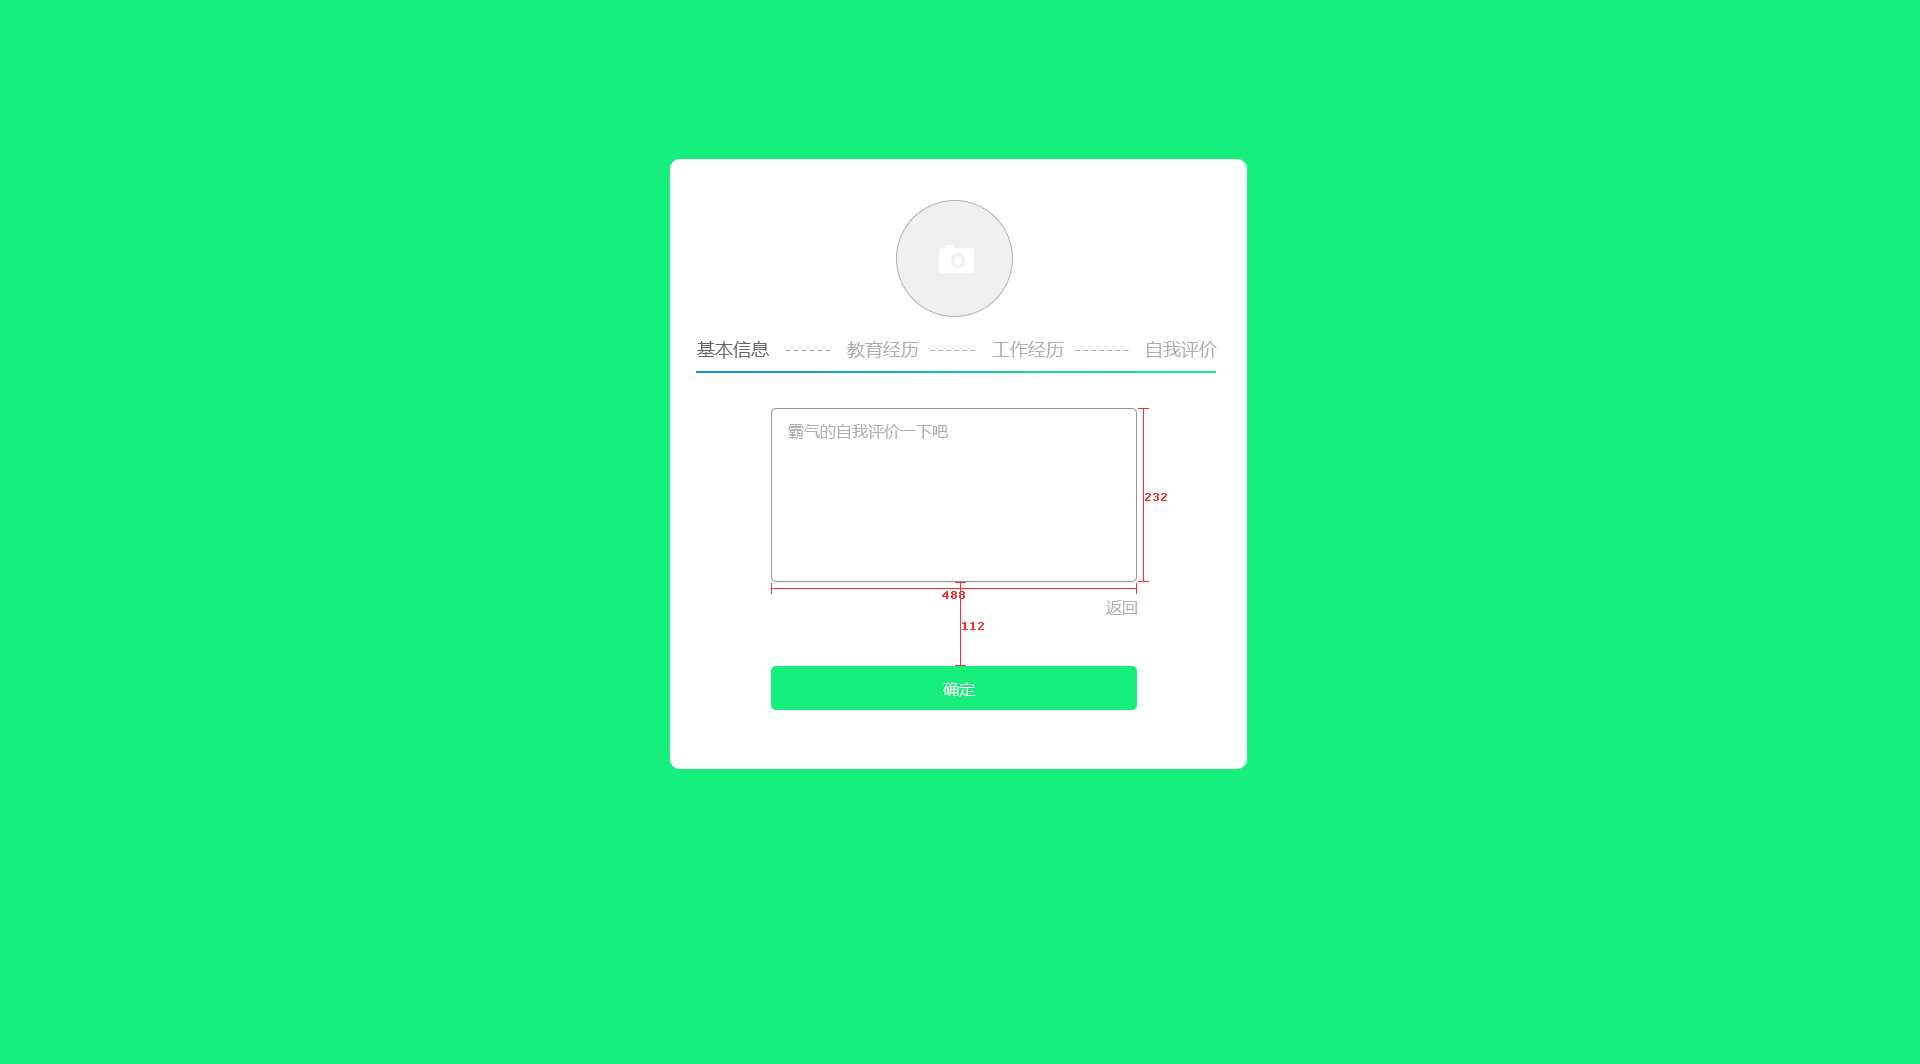 基本信息 ------ 教育经历 ------ 工作经历 ------- 自我评价
霸气的自我评价一下吧
232
488
返回
112
确定